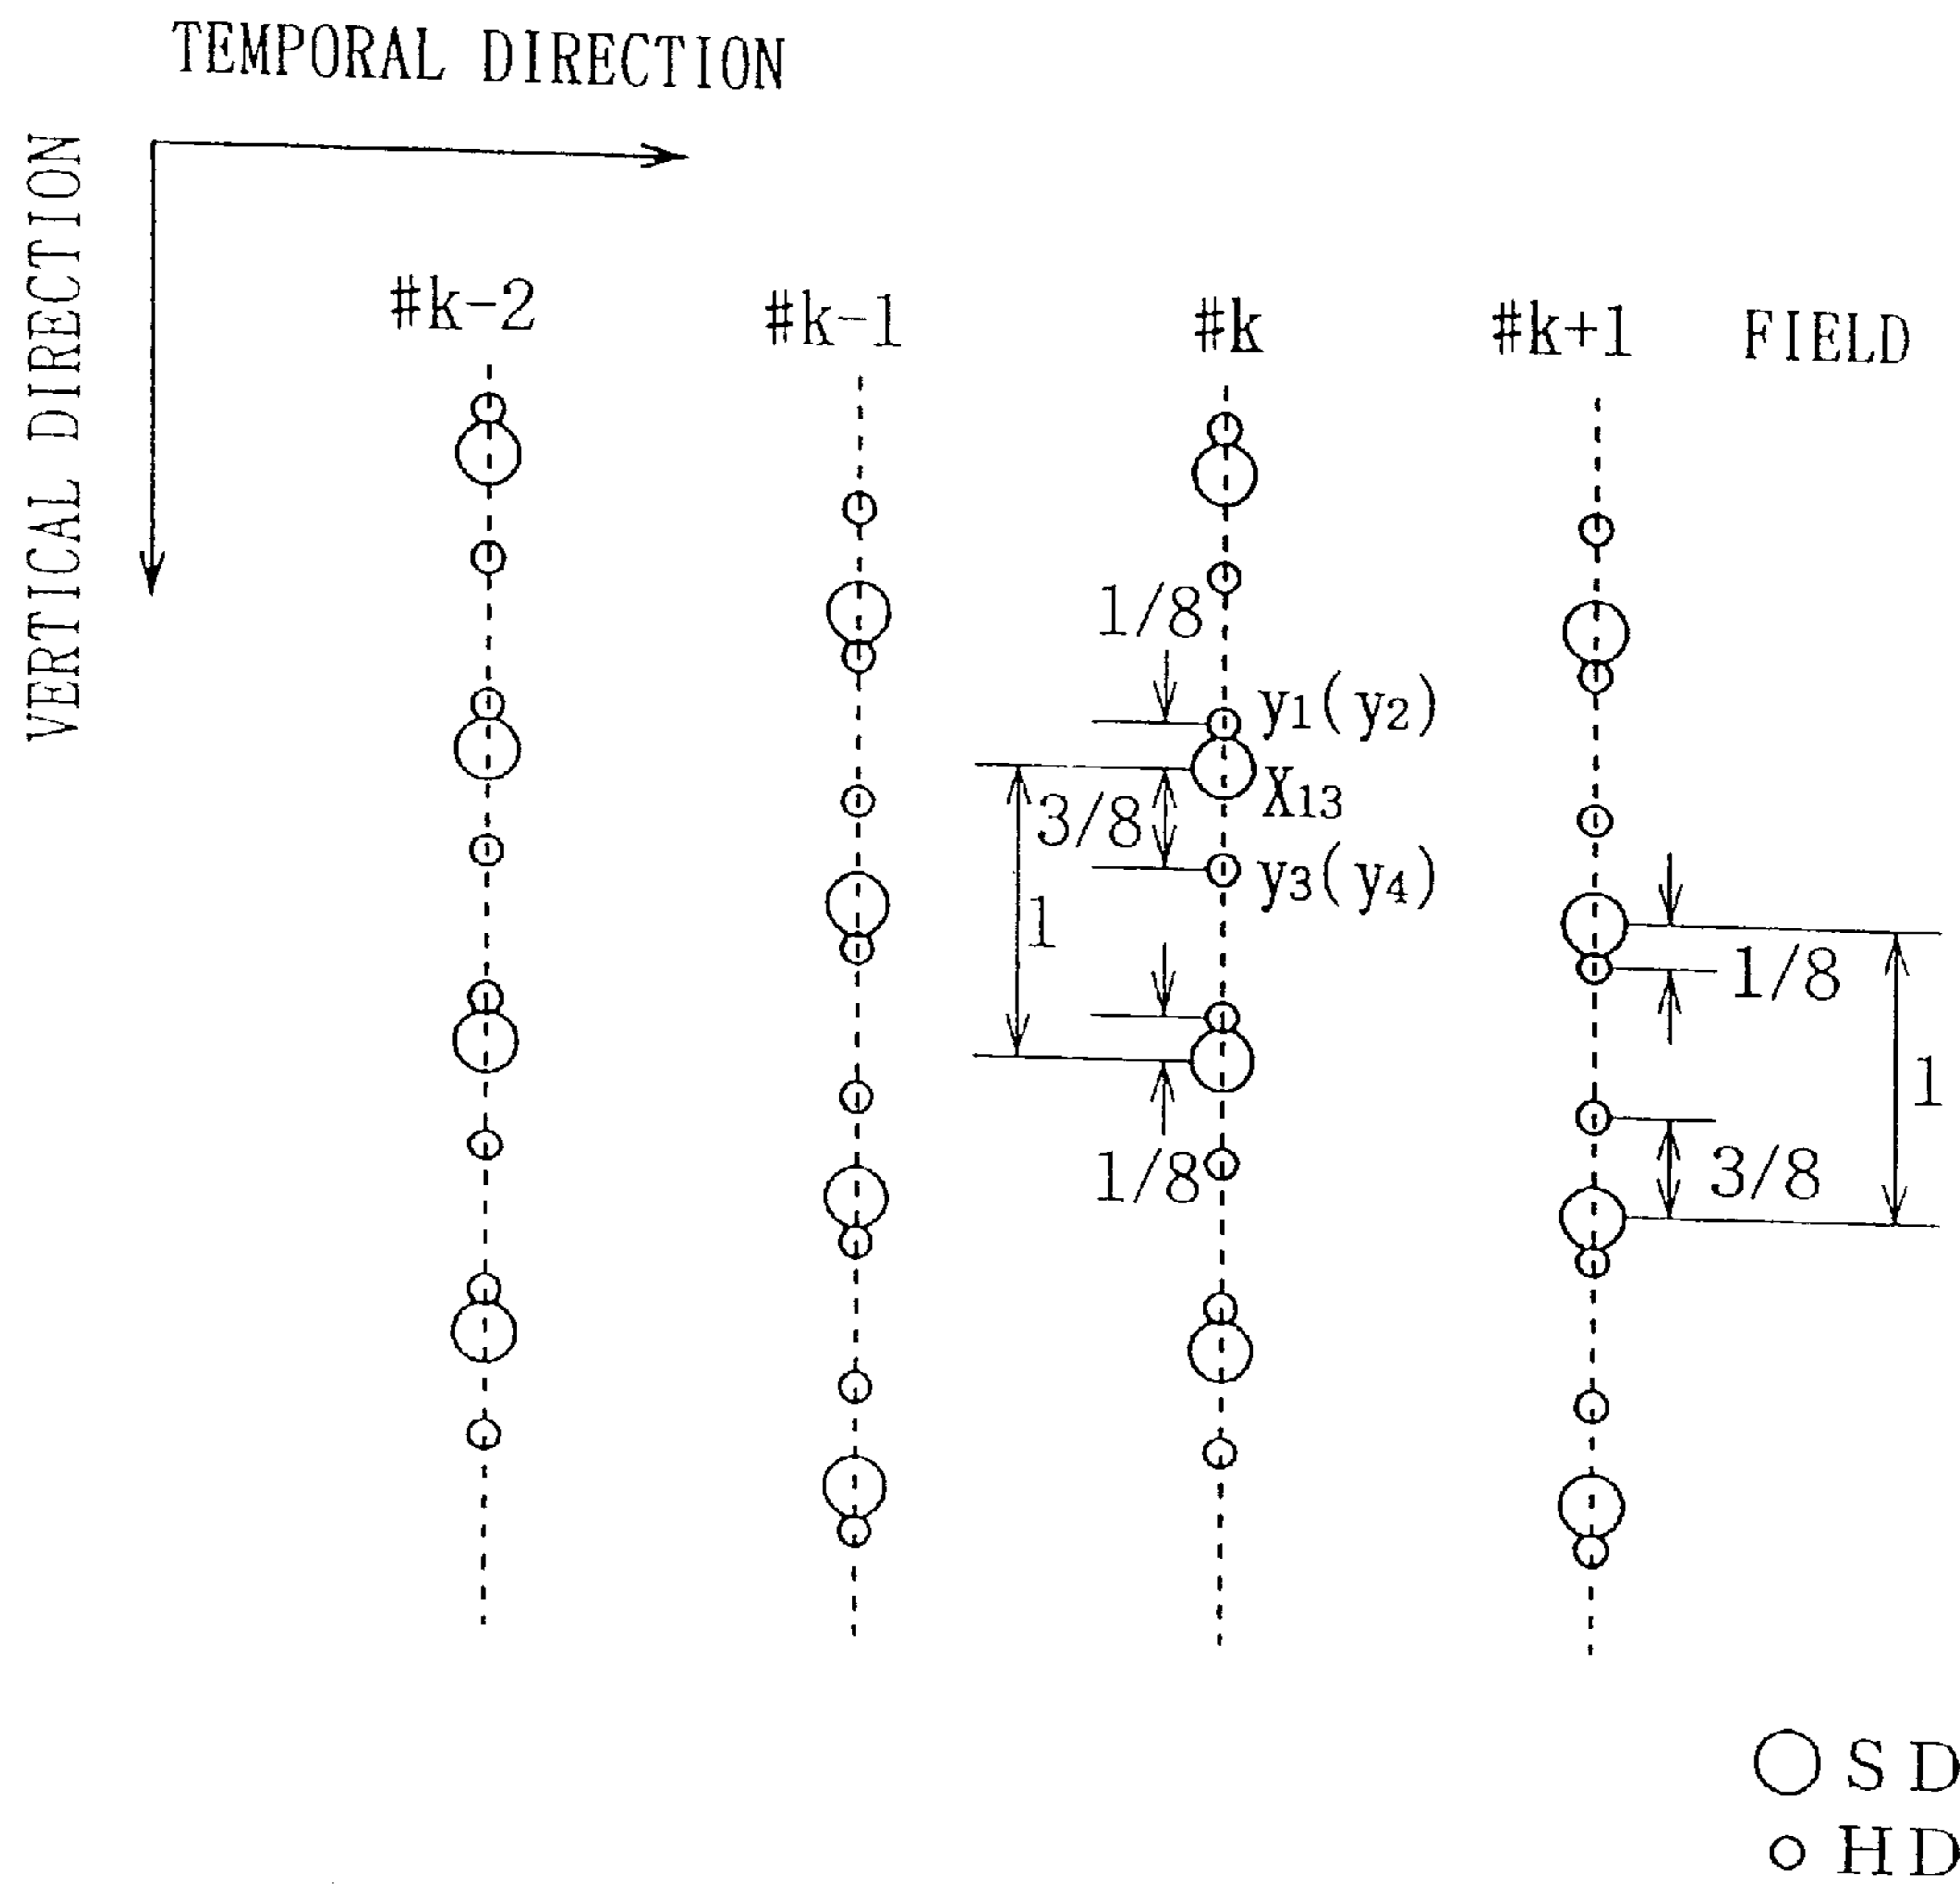 TEMPORAL DIRECTION
VERTICAL DIRECTION
#k-2
#k-1
#k
#k+1
FIELD
1/8
y1(y2)
X13
3/8
y3(y4)
1
1/8
1/8
1
3/8
SD
HD